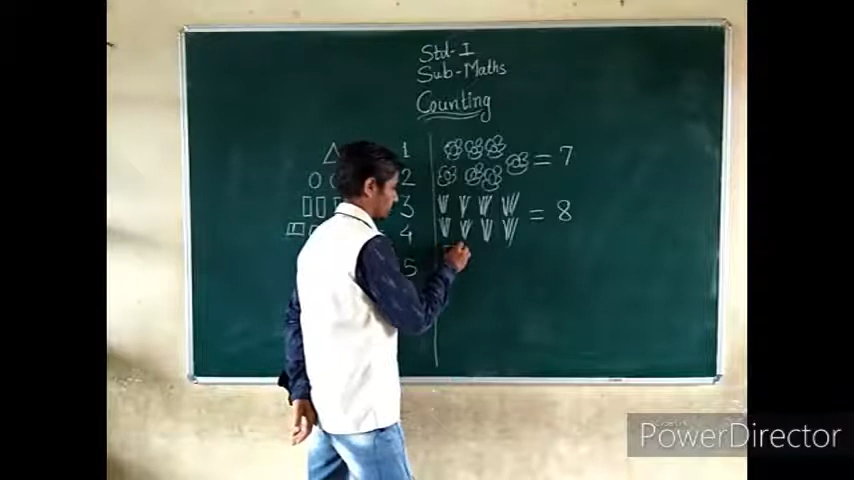 Std-I
Sub-Maths
Counting
1
2
3
4
5
= 7
= 8
PowerDirector